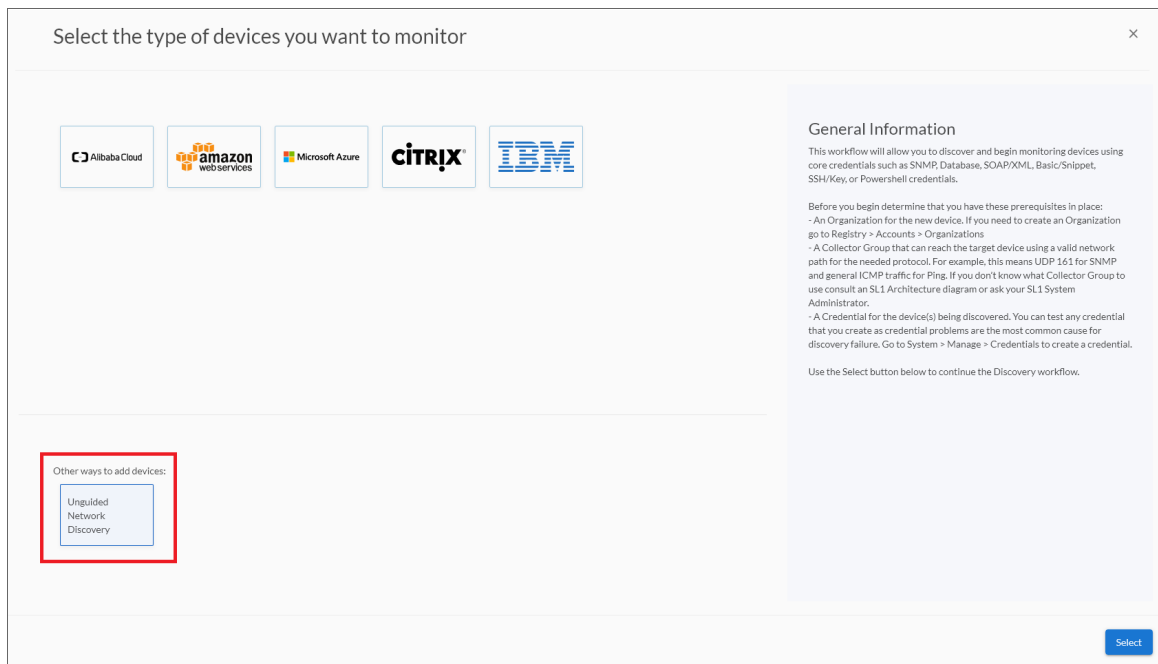 Select the type of devices you want to monitor
×
Alibaba Cloud
amazon
webservices
Microsoft Azure
CİTRIX®
IBM
General Information
This workflow will allow you to discover and begin monitoring devices using
core credentials such as SNMP, Database, SOAP/XML, Basic/Snippet,
SSH/Key, or Powershell credentials.
Before you begin determine that you have these prerequisites in place:
- An Organization for the new device. If you need to create an Organization
go to Registry > Accounts > Organizations
- A Collector Group that can reach the target device using a valid network
path for the needed protocol. For example, this means UDP 161 for SNMP
and general ICMP traffic for Ping. If you don't know what Collector Group to
use consult an SL1 Architecture diagram or ask your SL1 System
Administrator.
- A Credential for the device(s) being discovered. You can test any credential
that you create as credential problems are the most common cause for
discovery failure. Go to System > Manage > Credentials to create a credential.
Use the Select button below to continue the Discovery workflow.
Other ways to add devices:
Unguided
Network
Discovery
Select